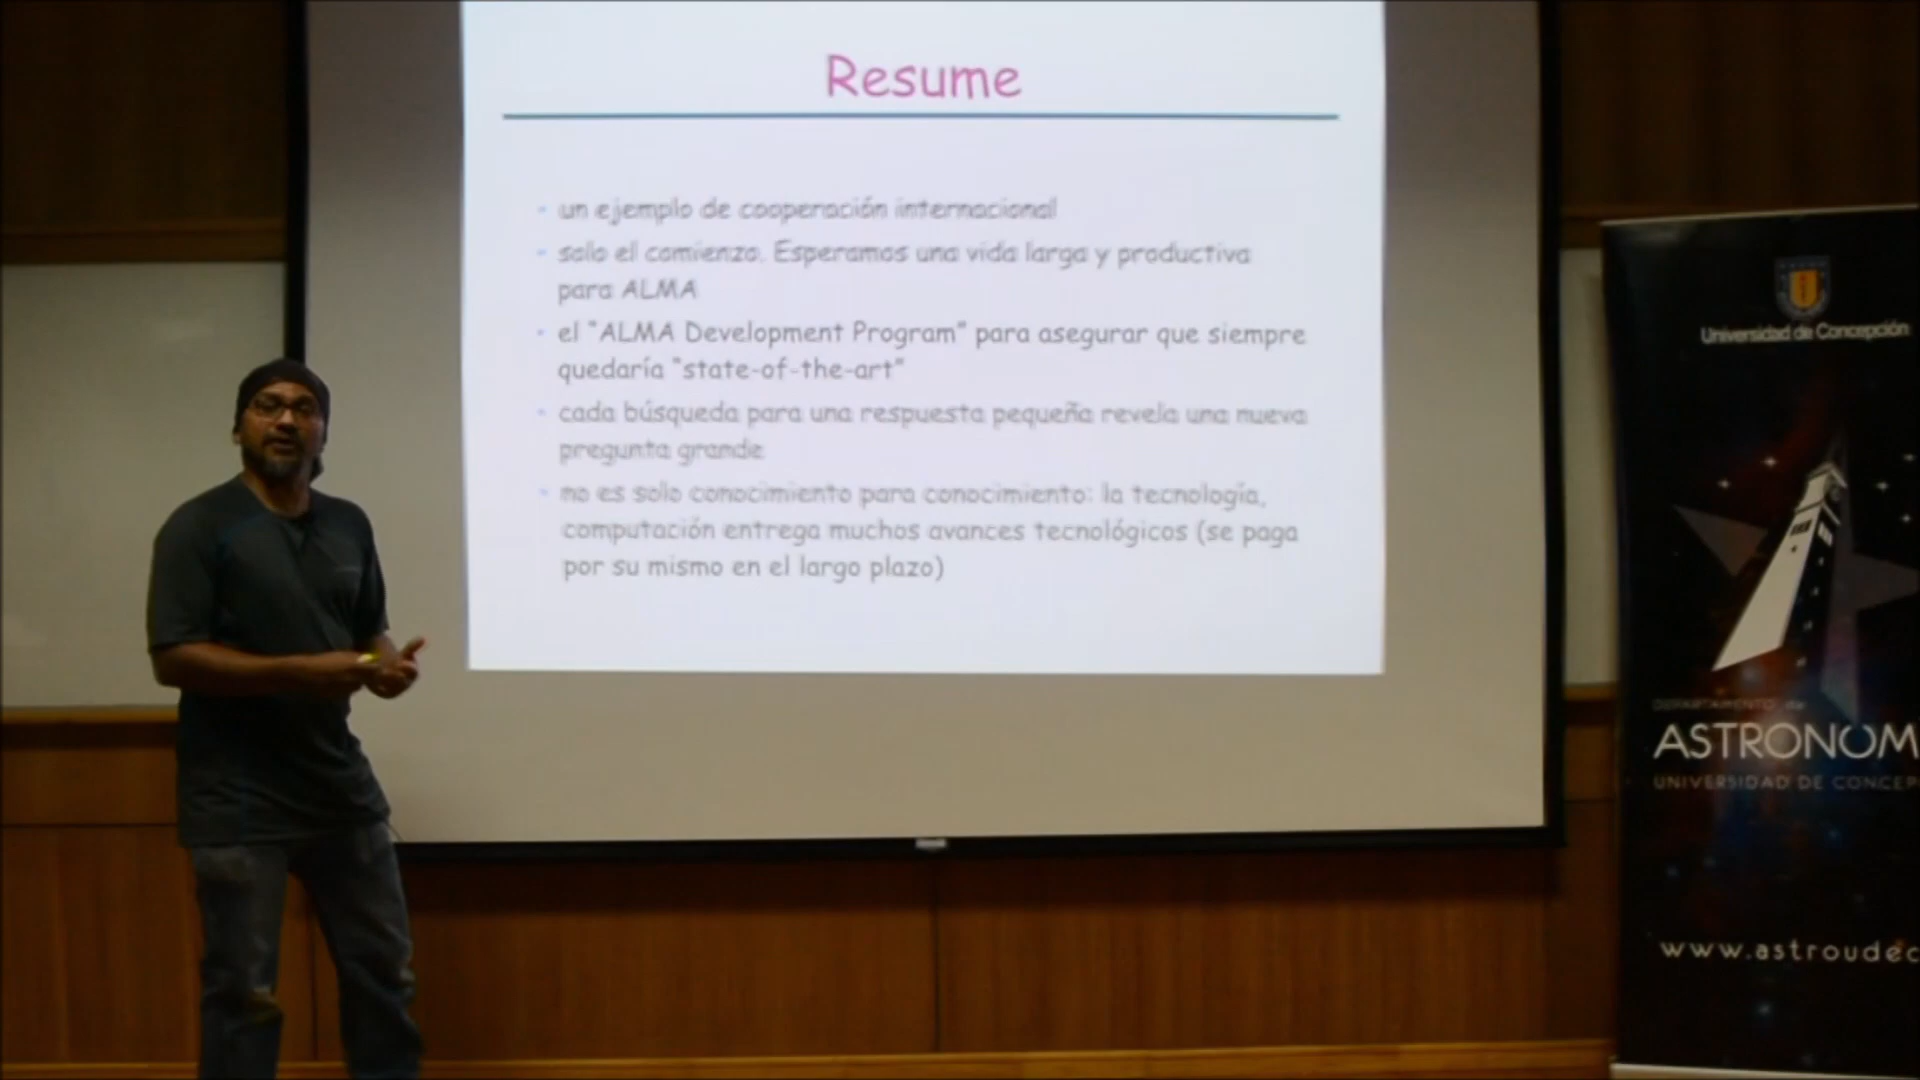 Resume
- un ejemplo de cooperación internacional
- solo el comienzo. Esperamos una vida larga y productiva
para ALMA
- el "ALMA Development Program" para asegurar que siempre
quedaría "state-of-the-art"
- cada búsqueda para una respuesta pequeña revela una nueva
pregunta grande
- no es solo conocimiento para conocimiento: la tecnología,
computación entrega muchos avances tecnológicos (se paga
por su mismo en el largo plazo)
Universidad de Concepción
DEPARTAMENTO de
ASTRONOM
UNIVERSIDAD DE CONCEP
www.astroudec